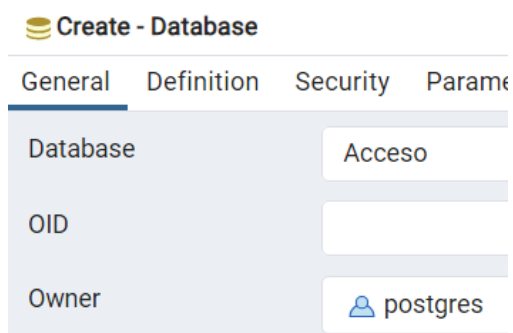 Create - Database
General Definition Security
Database Acceso
OID
Owner postgres